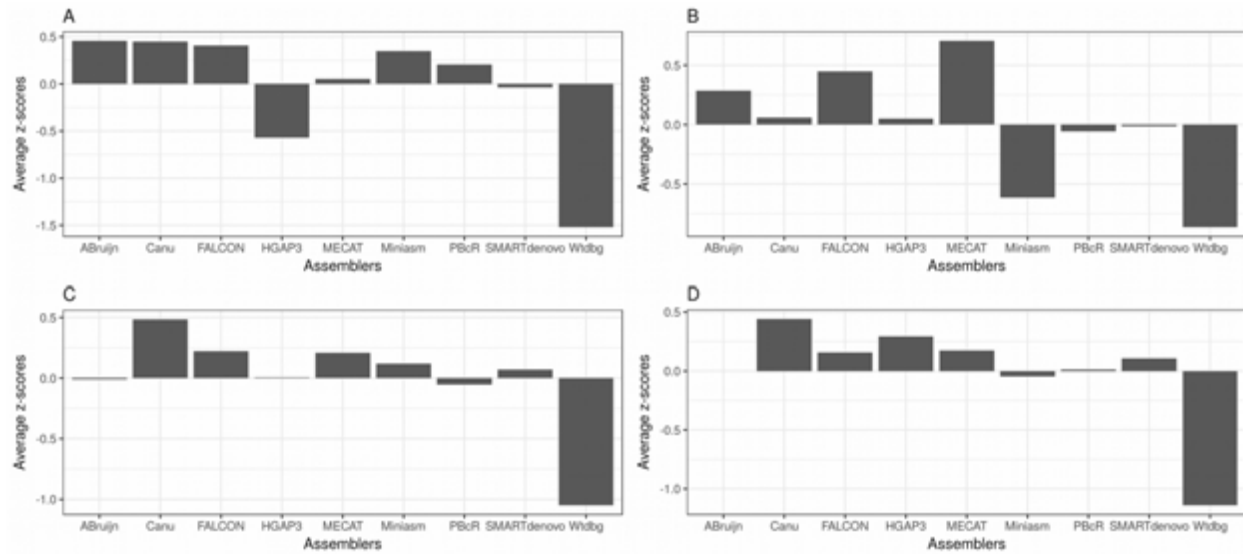 A
0.5
0.0
-0.5
-1.0
-1.5
Average z-scores
ABruijn Canu FALCON HGAP3 MECAT Miniasm PBcR SMARTdenovo Wtdbg
Assemblers
B
0.5
0.0
-0.5
Average z-scores
ABruijn Canu FALCON HGAP3 MECAT Miniasm PBcR SMARTdenovo Wtdbg
Assemblers
C
0.5
0.0
-0.5
-1.0
Average z-scores
ABruijn Canu FALCON HGAP3 MECAT Miniasm PBcR SMARTdenovo Wtdbg
Assemblers
D
0.5
0.0
-0.5
-1.0
Average z-scores
ABruijn Canu FALCON HGAP3 MECAT Miniasm PBcR SMARTdenovo Wtdbg
Assemblers